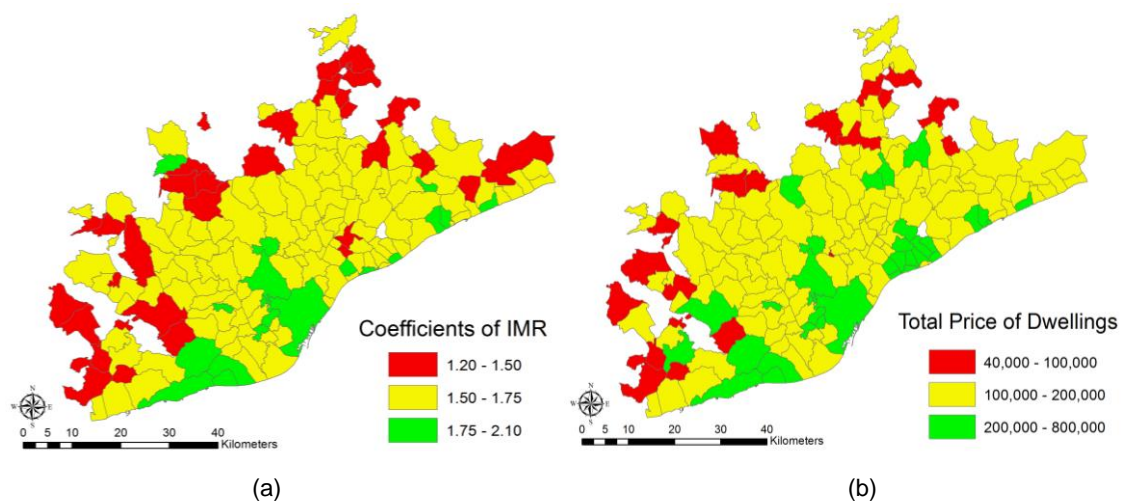 Coefficients of IMR
1.20 - 1.50
1.50 - 1.75
1.75 - 2.10
N
W E
S
0 5 10 20 30 40
Kilometers
(a)
Total Price of Dwellings
40,000 - 100,000
100,000 - 200,000
200,000 - 800,000
N
W E
S
0 5 10 20 30 40
Kilometers
(b)